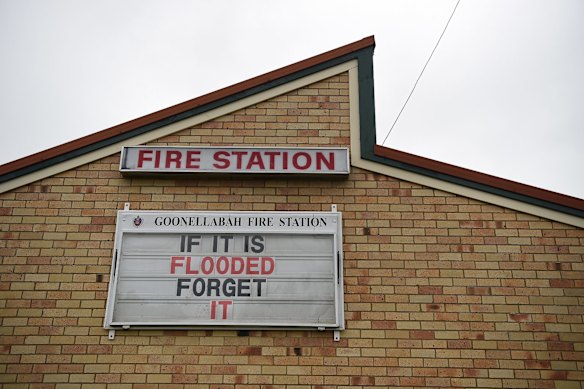 FIRE STATION
GOONELLABAH FIRE STATION
IF IT IS
FLOODED
FORGET
IT